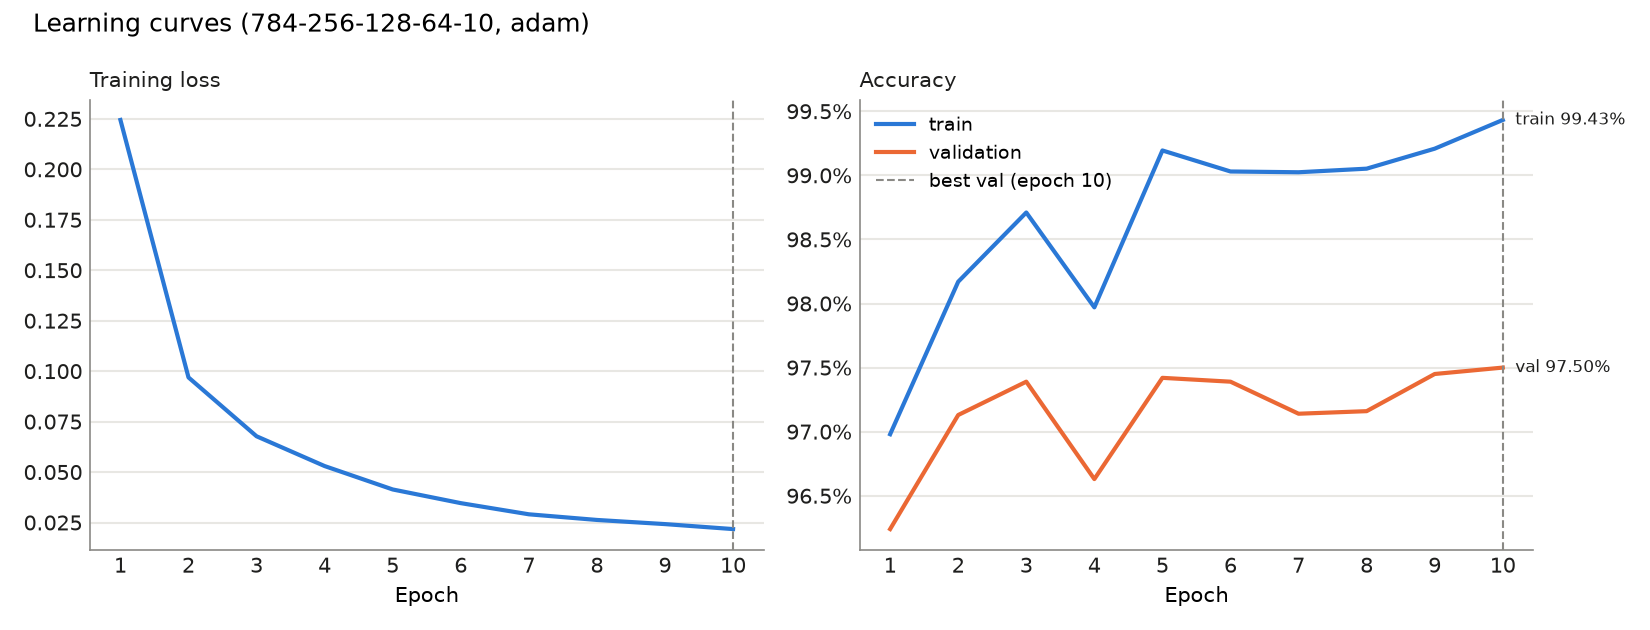 Learning curves (784-256-128-64-10, adam)
Training loss
0.225
0.200
0.175
0.150
0.125
0.100
0.075
0.050
0.025
1 2 3 4 5 6 7 8 9 10
Epoch
Accuracy
99.5%
99.0%
98.5%
98.0%
97.5%
97.0%
96.5%
train
validation
best val (epoch 10)
train 99.43%
val 97.50%
1 2 3 4 5 6 7 8 9 10
Epoch